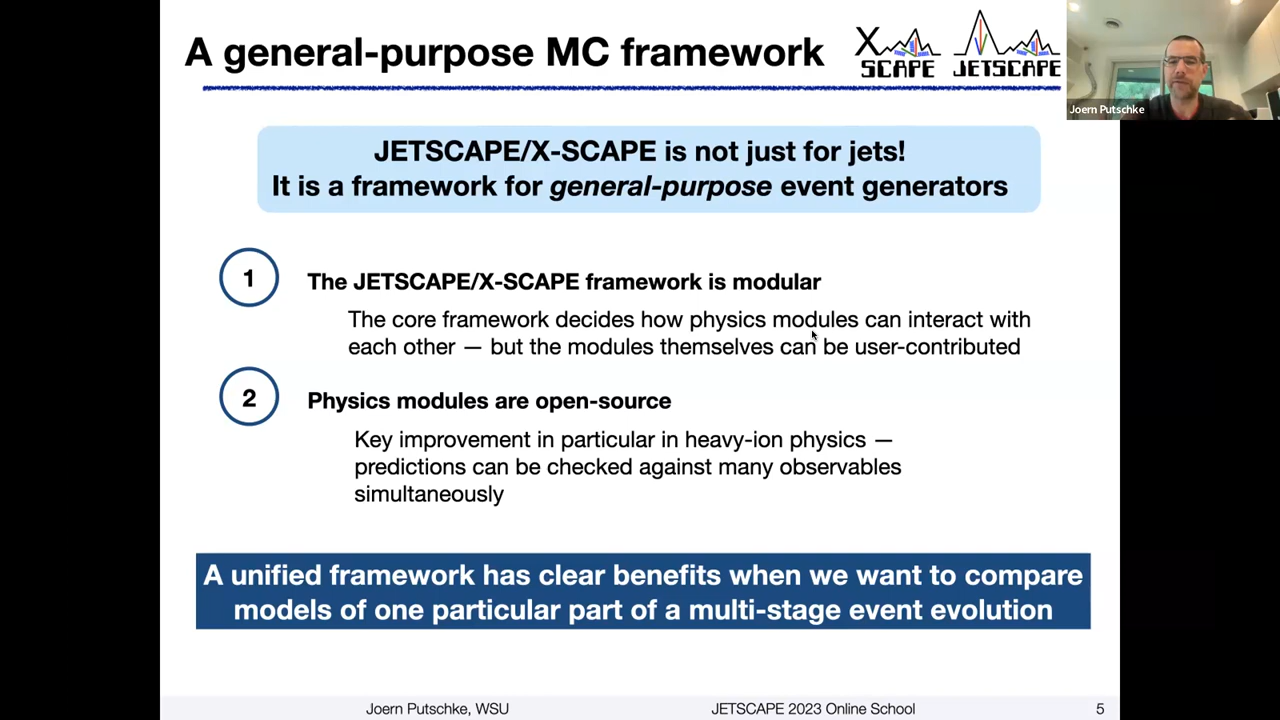 A general-purpose MC framework
X
SCAPE
JETSCAPE
Joern Putschke
JETSCAPE/X-SCAPE is not just for jets!
It is a framework for general-purpose event generators
1
The JETSCAPE/X-SCAPE framework is modular
The core framework decides how physics modules can interact with
each other — but the modules themselves can be user-contributed
2
Physics modules are open-source
Key improvement in particular in heavy-ion physics —
predictions can be checked against many observables
simultaneously
A unified framework has clear benefits when we want to compare
models of one particular part of a multi-stage event evolution
Joern Putschke, WSU
JETSCAPE 2023 Online School
5